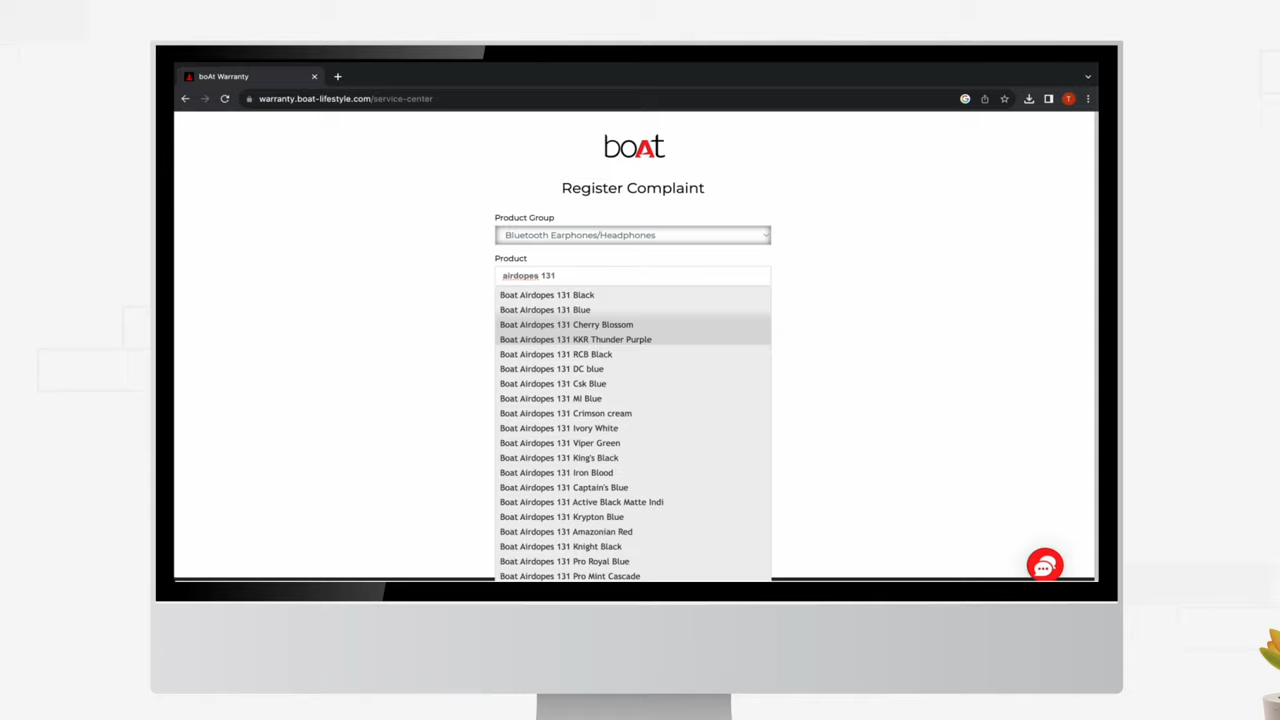 boAt Warranty
warranty.boat-lifestyle.com/service-center
T
boAt
Register Complaint
Product Group
Bluetooth Earphones/Headphones
Product
airdopes 131
Boat Airdopes 131 Black
Boat Airdopes 131 Blue
Boat Airdopes 131 Cherry Blossom
Boat Airdopes 131 KKR Thunder Purple
Boat Airdopes 131 RCB Black
Boat Airdopes 131 DC blue
Boat Airdopes 131 Csk Blue
Boat Airdopes 131 MI Blue
Boat Airdopes 131 Crimson cream
Boat Airdopes 131 Ivory White
Boat Airdopes 131 Viper Green
Boat Airdopes 131 King's Black
Boat Airdopes 131 Iron Blood
Boat Airdopes 131 Captain's Blue
Boat Airdopes 131 Active Black Matte Indi
Boat Airdopes 131 Krypton Blue
Boat Airdopes 131 Amazonian Red
Boat Airdopes 131 Knight Black
Boat Airdopes 131 Pro Royal Blue
Boat Airdopes 131 Pro Mint Cascade